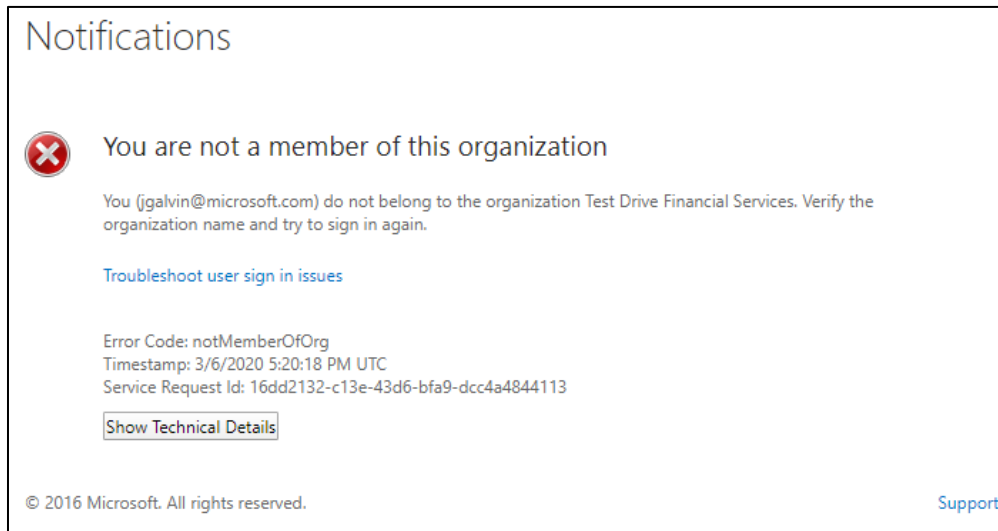 Notifications
You are not a member of this organization
You (jgalvin@microsoft.com) do not belong to the organization Test Drive Financial Services. Verify the
organization name and try to sign in again.
Troubleshoot user sign in issues
Error Code: notMemberOfOrg
Timestamp: 3/6/2020 5:20:18 PM UTC
Service Request Id: 16dd2132-c13e-43d6-bfa9-dcc4a4844113
Show Technical Details
© 2016 Microsoft. All rights reserved.
Support